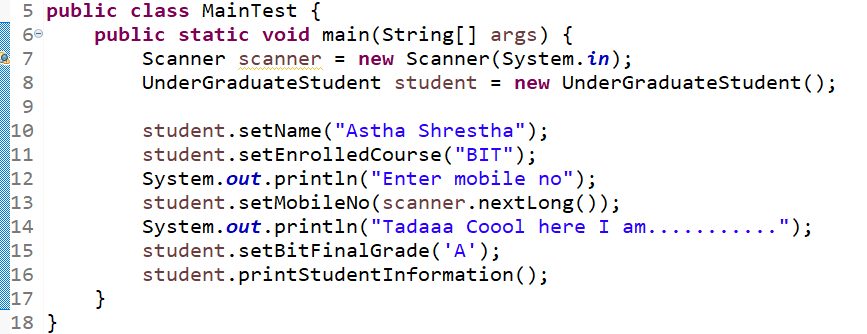 5 public class MainTest {
6 public static void main(String[] args) {
7 Scanner scanner = new Scanner(System.in);
8 UnderGraduateStudent student = new UnderGraduateStudent();
9
10 student.setName("Astha Shrestha");
11 student.setEnrolledCourse("BIT");
12 System.out.println("Enter mobile no");
13 student.setMobileNo(scanner.nextLong());
14 System.out.println("Tadaaa Coool here I am...........");
15 student.setBitFinalGrade('A');
16 student.printStudentInformation();
17 }
18 }